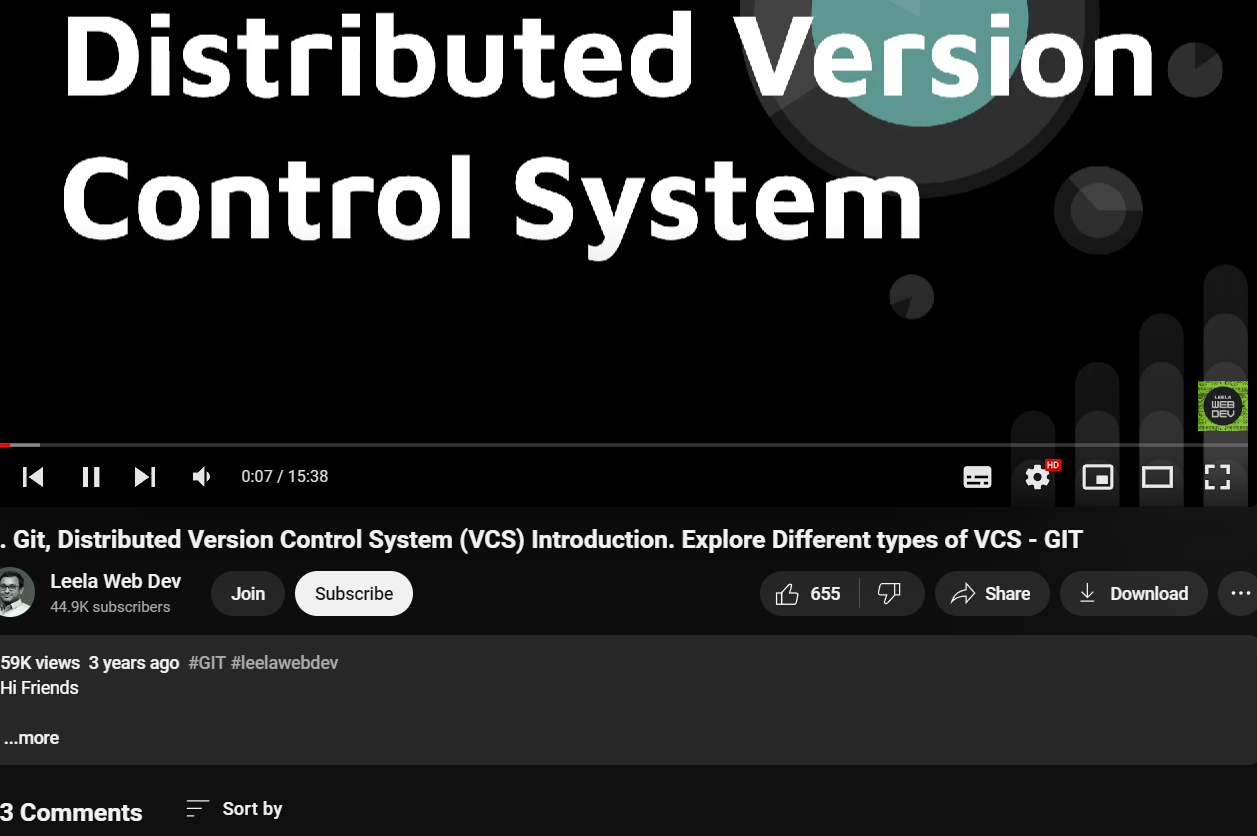 Distributed Version
Control System
LEELA
WEB
DEV
0:07 / 15:38
HD
. Git, Distributed Version Control System (VCS) Introduction. Explore Different types of VCS - GIT
Leela Web Dev
44.9K subscribers
Join
Subscribe
655
Share
Download
59K views 3 years ago #GIT #leelawebdev
Hi Friends
...more
3 Comments
Sort by